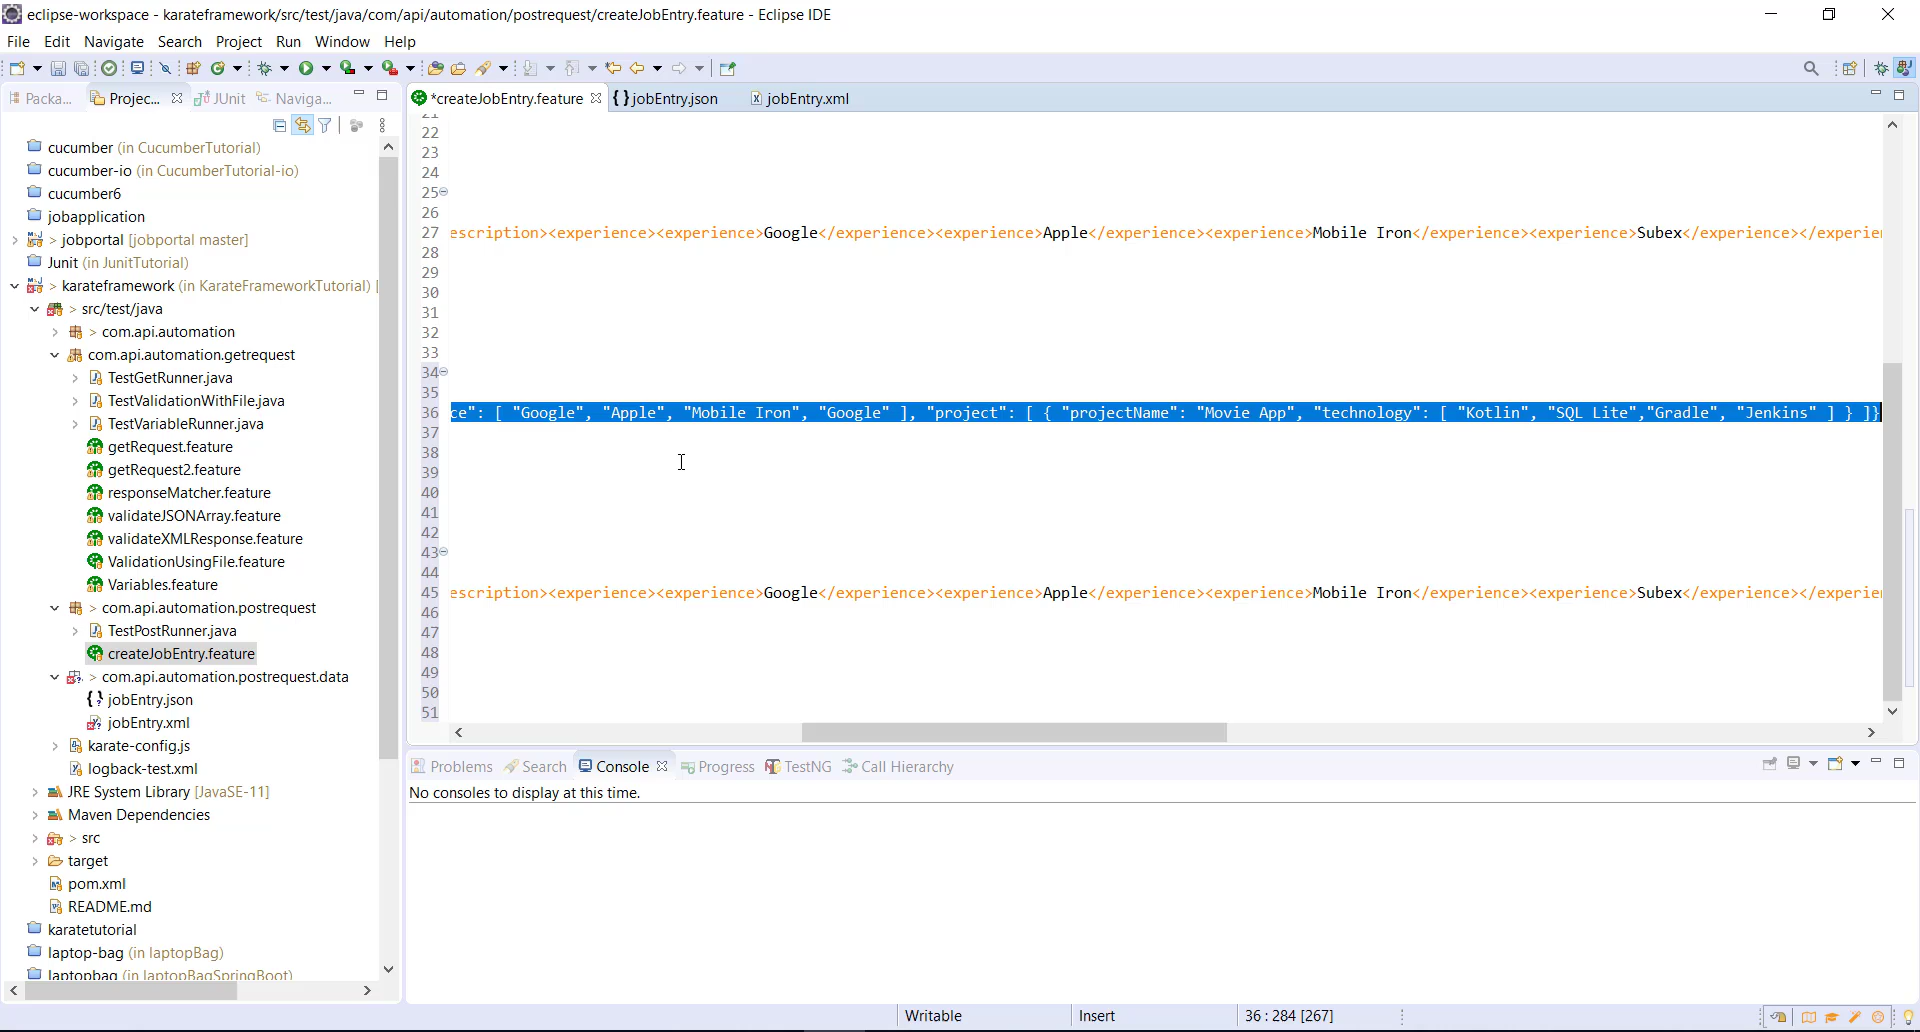 eclipse-workspace - karateframework/src/test/java/com/api/automation/postrequest/createJobEntry.feature - Eclipse IDE
File Edit Navigate Search Project Run Window Help
Packa... Projec... JUnit Naviga...
*createJobEntry.feature jobEntry.json jobEntry.xml
cucumber (in CucumberTutorial)
cucumber-io (in CucumberTutorial-io)
cucumber6
jobapplication
> jobportal [jobportal master]
Junit (in JunitTutorial)
> karateframework (in KarateFrameworkTutorial) [
> src/test/java
> com.api.automation
com.api.automation.getrequest
TestGetRunner.java
TestValidationWithFile.java
TestVariableRunner.java
getRequest.feature
getRequest2.feature
responseMatcher.feature
validateJSONArray.feature
validateXMLResponse.feature
ValidationUsingFile.feature
Variables.feature
> com.api.automation.postrequest
TestPostRunner.java
createJobEntry.feature
> com.api.automation.postrequest.data
jobEntry.json
jobEntry.xml
karate-config.js
logback-test.xml
JRE System Library [JavaSE-11]
Maven Dependencies
> src
target
pom.xml
README.md
karatetutorial
laptop-bag (in laptopBag)
laptopbag (in laptopBagSpringBoot)
21
22
23
24
25
26
27 escription><experience><experience>Google</experience><experience>Apple</experience><experience>Mobile Iron</experience><experience>Subex</experience></experie
28
29
30
31
32
33
34
35
36 ce": [ "Google", "Apple", "Mobile Iron", "Google" ], "project": [ { "projectName": "Movie App", "technology": [ "Kotlin", "SQL Lite","Gradle", "Jenkins" ] } ]}
37
38
39
40
41
42
43
44
45 escription><experience><experience>Google</experience><experience>Apple</experience><experience>Mobile Iron</experience><experience>Subex</experience></experie
46
47
48
49
50
51
Problems Search Console Progress TestNG Call Hierarchy
No consoles to display at this time.
Writable Insert 36 : 284 [267]